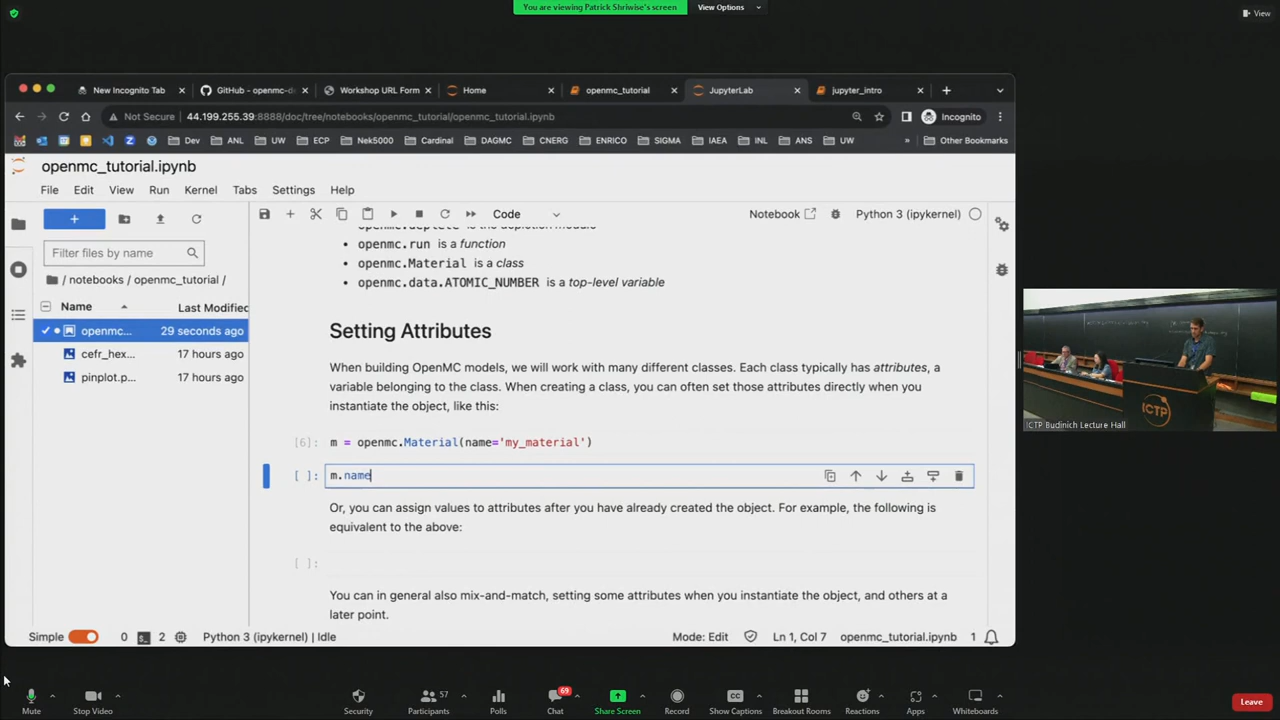 You are viewing Patrick Shriwise's screen
View Options
View
New Incognito Tab
GitHub - openmc-d
Workshop URL Form
Home
openmc_tutorial
JupyterLab
jupyter_intro
Not Secure 44.199.255.39:8888/doc/tree/notebooks/openmc_tutorial/openmc_tutorial.ipynb
Incognito
Dev
ANL
UW
ECP
Nek5000
Cardinal
DAGMC
CNERG
ENRICO
SIGMA
IAEA
INL
ANS
UW
»
Other Bookmarks
openmc_tutorial.ipynb
File Edit View Run Kernel Tabs Settings Help
Code
Notebook
Python 3 (ipykernel)
Filter files by name
/ notebooks / openmc_tutorial /
Name Last Modified
openmc... 29 seconds ago
cefr_hex... 17 hours ago
pinplot.p... 17 hours ago
openmc.deplete is the depletion module
• openmc.run is a function
• openmc.Material is a class
• openmc.data.ATOMIC_NUMBER is a top-level variable
Setting Attributes
When building OpenMC models, we will work with many different classes. Each class typically has attributes, a
variable belonging to the class. When creating a class, you can often set those attributes directly when you
instantiate the object, like this:
[6]: m = openmc.Material(name='my_material')
[ ]: m.name
Or, you can assign values to attributes after you have already created the object. For example, the following is
equivalent to the above:
[ ]:
You can in general also mix-and-match, setting some attributes when you instantiate the object, and others at a
later point.
Simple 0 2 Python 3 (ipykernel) | Idle Mode: Edit Ln 1, Col 7 openmc_tutorial.ipynb 1
ICTP
ICTP Budinich Lecture Hall
57
69
Mute
Stop Video
Security
Participants
Polls
Chat
Share Screen
Record
Show Captions
Breakout Rooms
Reactions
Apps
Whiteboards
Leave